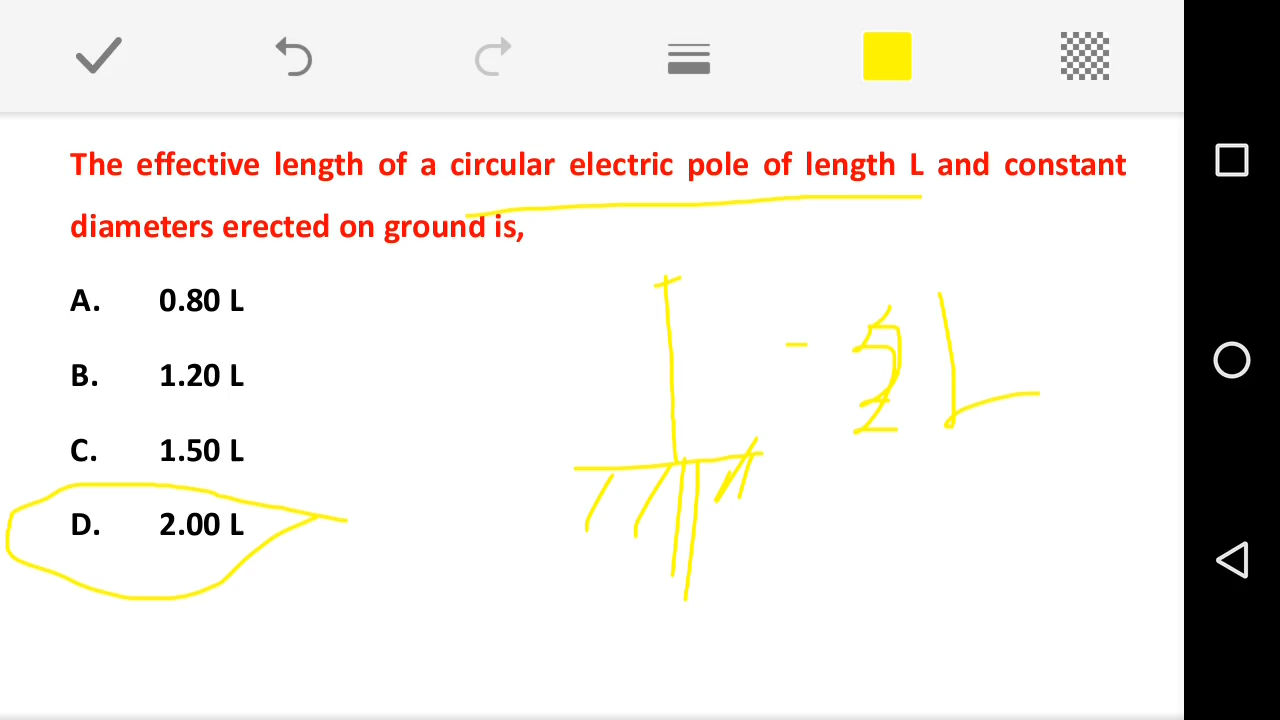 The effective length of a circular electric pole of length L and constant
diameters erected on ground is,
A. 0.80 L
B. 1.20 L
C. 1.50 L
D. 2.00 L
- 2 L